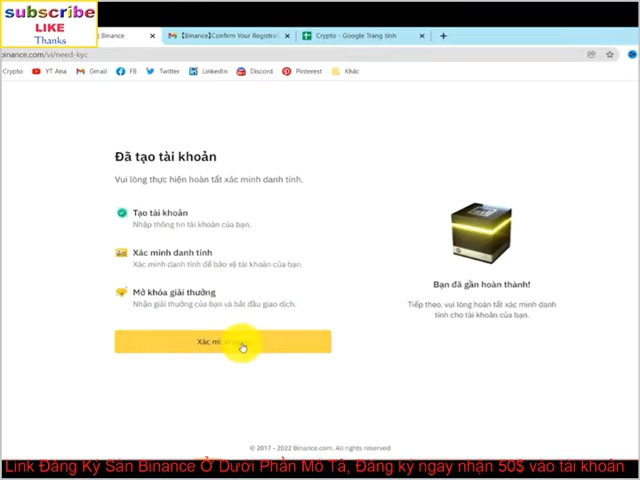 subscribe
LIKE
Thanks
Binance
【Binance】Confirm Your Registrat
Crypto - Google Trang tính
binance.com/vi/need-kyc
Crypto
YT Ana
Gmail
FB
Twitter
LinkedIn
Discord
Pinterest
Khác
Đã tạo tài khoản
Vui lòng thực hiện hoàn tất xác minh danh tính.
Tạo tài khoản
Nhập thông tin tài khoản của bạn.
Xác minh danh tính
Xác minh danh tính để bảo vệ tài khoản của bạn.
Mở khóa giải thưởng
Nhận giải thưởng của bạn và bắt đầu giao dịch.
Xác mi
Bạn đã gần hoàn thành!
Tiếp theo, vui lòng hoàn tất xác minh danh
tính cho tài khoản của bạn.
© 2017 - 2022 Binance.com. All rights reserved
Link Đăng Ký Sàn Binance Ở Dưới Phần Mô Tả, Đăng ký ngay nhận 50$ vào tài khoản